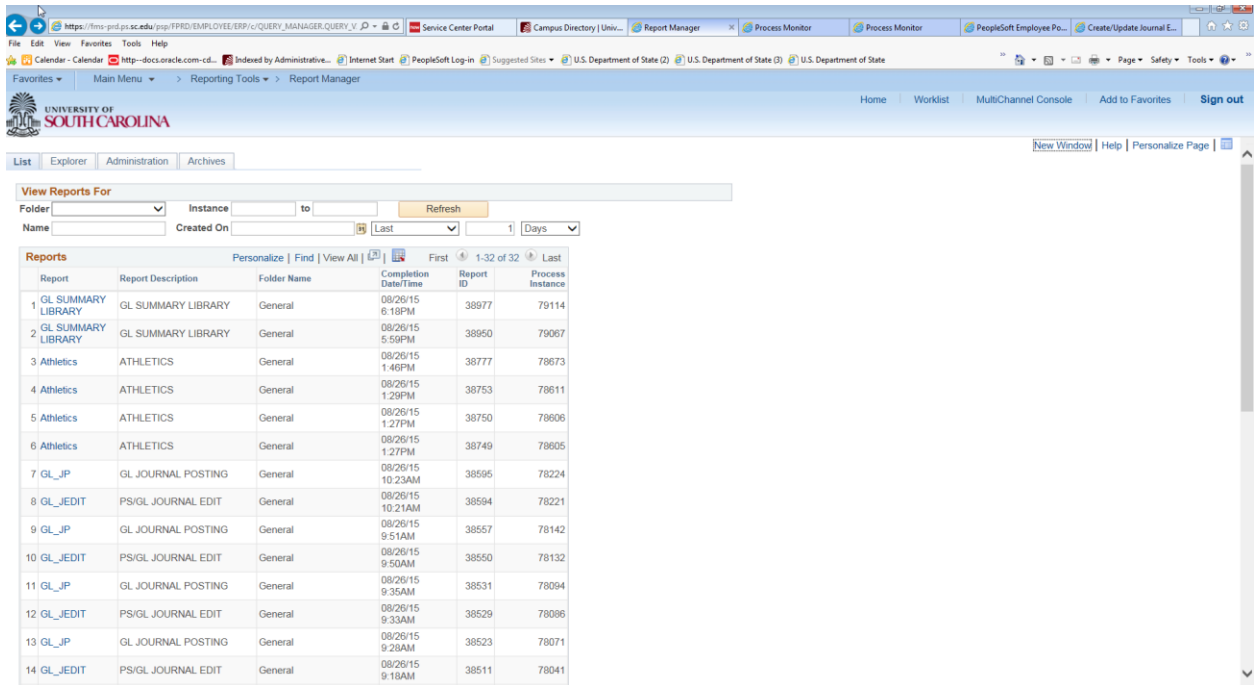 https://fms-prd.ps.sc.edu/psp/FPRD/EMPLOYEE/ERP/c/QUERY_MANAGER.QUERY_V
Service Center Portal
Campus Directory | Univ...
Report Manager
Process Monitor
Process Monitor
PeopleSoft Employee Po...
Create/Update Journal E...
File Edit View Favorites Tools Help
Calendar - Calendar http--docs.oracle.com-cd... Indexed by Administrative... Internet Start PeopleSoft Log-in Suggested Sites U.S. Department of State (2) U.S. Department of State (3) U.S. Department of State Page Safety Tools
Favorites Main Menu > Reporting Tools > Report Manager
Home Worklist MultiChannel Console Add to Favorites Sign out
UNIVERSITY OF
SOUTH CAROLINA
New Window | Help | Personalize Page |
List Explorer Administration Archives
View Reports For
Folder Instance to Refresh
Name Created On Last 1 Days
Reports Personalize | Find | View All | First 1-32 of 32 Last
Report Report Description Folder Name Completion Date/Time Report ID Process Instance
1 GL SUMMARY LIBRARY GL SUMMARY LIBRARY General 08/26/15 6:18PM 38977 79114
2 GL SUMMARY LIBRARY GL SUMMARY LIBRARY General 08/26/15 5:59PM 38950 79067
3 Athletics ATHLETICS General 08/26/15 1:46PM 38777 78673
4 Athletics ATHLETICS General 08/26/15 1:29PM 38753 78611
5 Athletics ATHLETICS General 08/26/15 1:27PM 38750 78606
6 Athletics ATHLETICS General 08/26/15 1:27PM 38749 78605
7 GL_JP GL JOURNAL POSTING General 08/26/15 10:23AM 38595 78224
8 GL_JEDIT PS/GL JOURNAL EDIT General 08/26/15 10:21AM 38594 78221
9 GL_JP GL JOURNAL POSTING General 08/26/15 9:51AM 38557 78142
10 GL_JEDIT PS/GL JOURNAL EDIT General 08/26/15 9:50AM 38550 78132
11 GL_JP GL JOURNAL POSTING General 08/26/15 9:35AM 38531 78094
12 GL_JEDIT PS/GL JOURNAL EDIT General 08/26/15 9:33AM 38529 78086
13 GL_JP GL JOURNAL POSTING General 08/26/15 9:28AM 38523 78071
14 GL_JEDIT PS/GL JOURNAL EDIT General 08/26/15 9:18AM 38511 78041